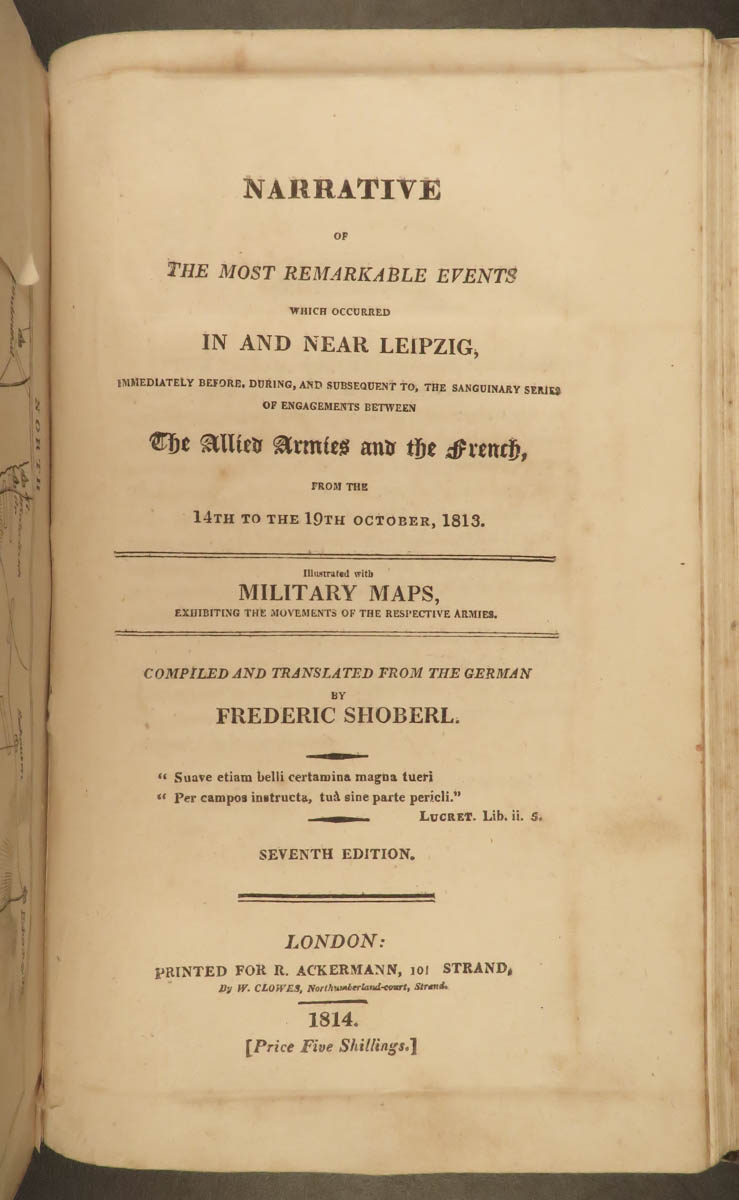 NARRATIVE
OF
THE MOST REMARKABLE EVENTS
WHICH OCCURRED
IN AND NEAR LEIPZIG,
IMMEDIATELY BEFORE, DURING, AND SUBSEQUENT TO, THE SANGUINARY SERIES
OF ENGAGEMENTS BETWEEN
The Allied Armies and the French,
FROM THE
14TH TO THE 19TH OCTOBER, 1813.
Illustrated with
MILITARY MAPS,
EXHIBITING THE MOVEMENTS OF THE RESPECTIVE ARMIES.
COMPILED AND TRANSLATED FROM THE GERMAN
BY
FREDERIC SHOBERL.
“ Suave etiam belli certamina magna tueri
“ Per campos instructa, tuà sine parte pericli.”
LUCRET. Lib. ii. 5.
SEVENTH EDITION.
LONDON:
PRINTED FOR R. ACKERMANN, 101 STRAND,
By W. CLOWES, Northumberland-court, Strand.
1814.
[Price Five Shillings.]
NORTH